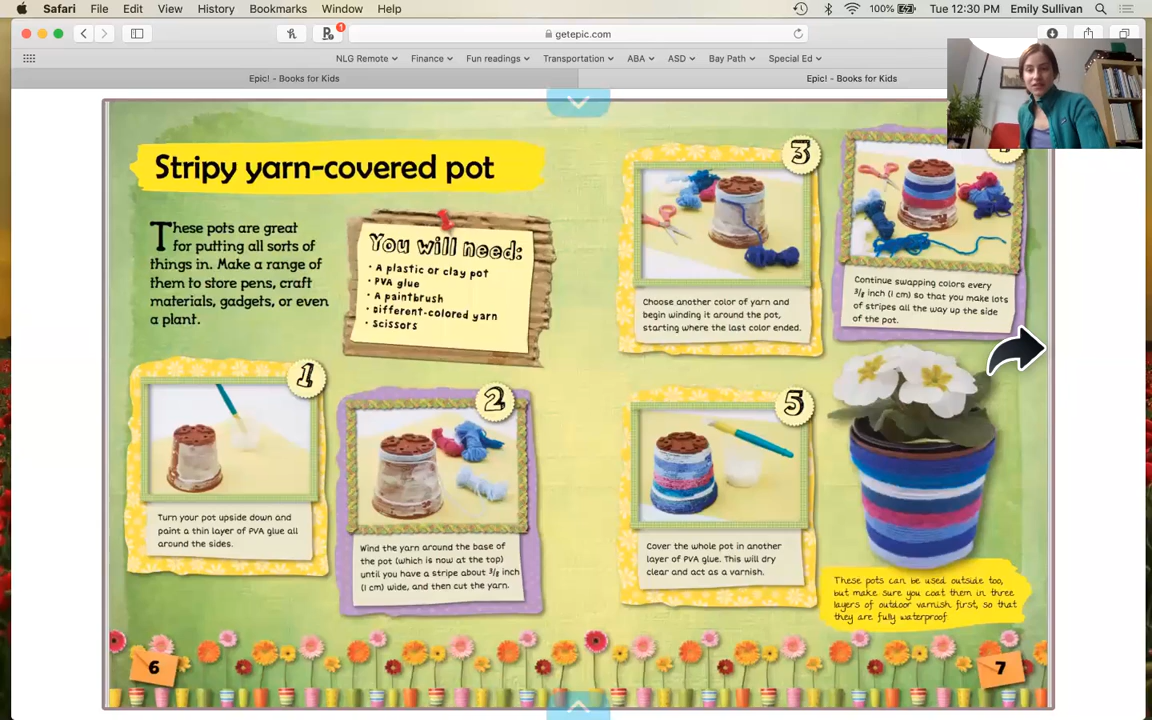 Safari File Edit View History Bookmarks Window Help 100% Tue 12:30 PM Emily Sullivan
1
getepic.com
NLG Remote Finance Fun readings Transportation ABA ASD Bay Path Special Ed
Epic! - Books for Kids Epic! - Books for Kids
Stripy yarn-covered pot
These pots are great
for putting all sorts of
things in. Make a range of
them to store pens, craft
materials, gadgets, or even
a plant.
You will need:
· A plastic or clay pot
· PVA glue
· A paintbrush
· Different-colored yarn
· Scissors
1
Turn your pot upside down and
paint a thin layer of PVA glue all
around the sides.
2
Wind the yarn around the base of
the pot (which is now at the top)
until you have a stripe about 3/8 inch
(1 cm) wide, and then cut the yarn.
3
Choose another color of yarn and
begin winding it around the pot,
starting where the last color ended.
Continue swapping colors every
3/8 inch (1 cm) so that you make lots
of stripes all the way up the side
of the pot.
5
Cover the whole pot in another
layer of PVA glue. This will dry
clear and act as a varnish.
These pots can be used outside too,
but make sure you coat them in three
layers of outdoor varnish first, so that
they are fully waterproof
6
7